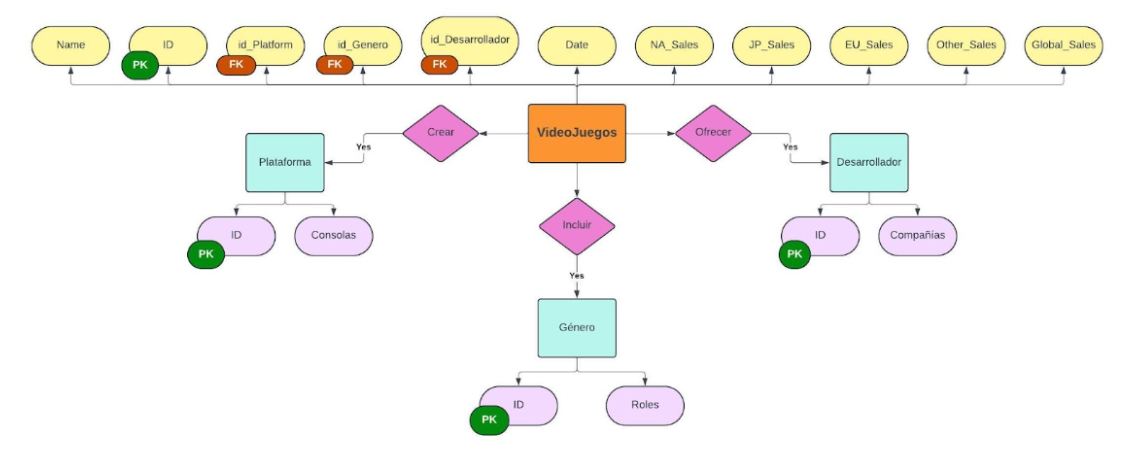 Name
ID
PK
id_Platform
FK
id_Genero
FK
id_Desarrollador
FK
Date
NA_Sales
JP_Sales
EU_Sales
Other_Sales
Global_Sales
Crear
VideoJuegos
Ofrecer
Yes
Yes
Plataforma
Desarrollador
ID
PK
Consolas
Incluir
ID
PK
Compañías
Yes
Género
ID
PK
Roles